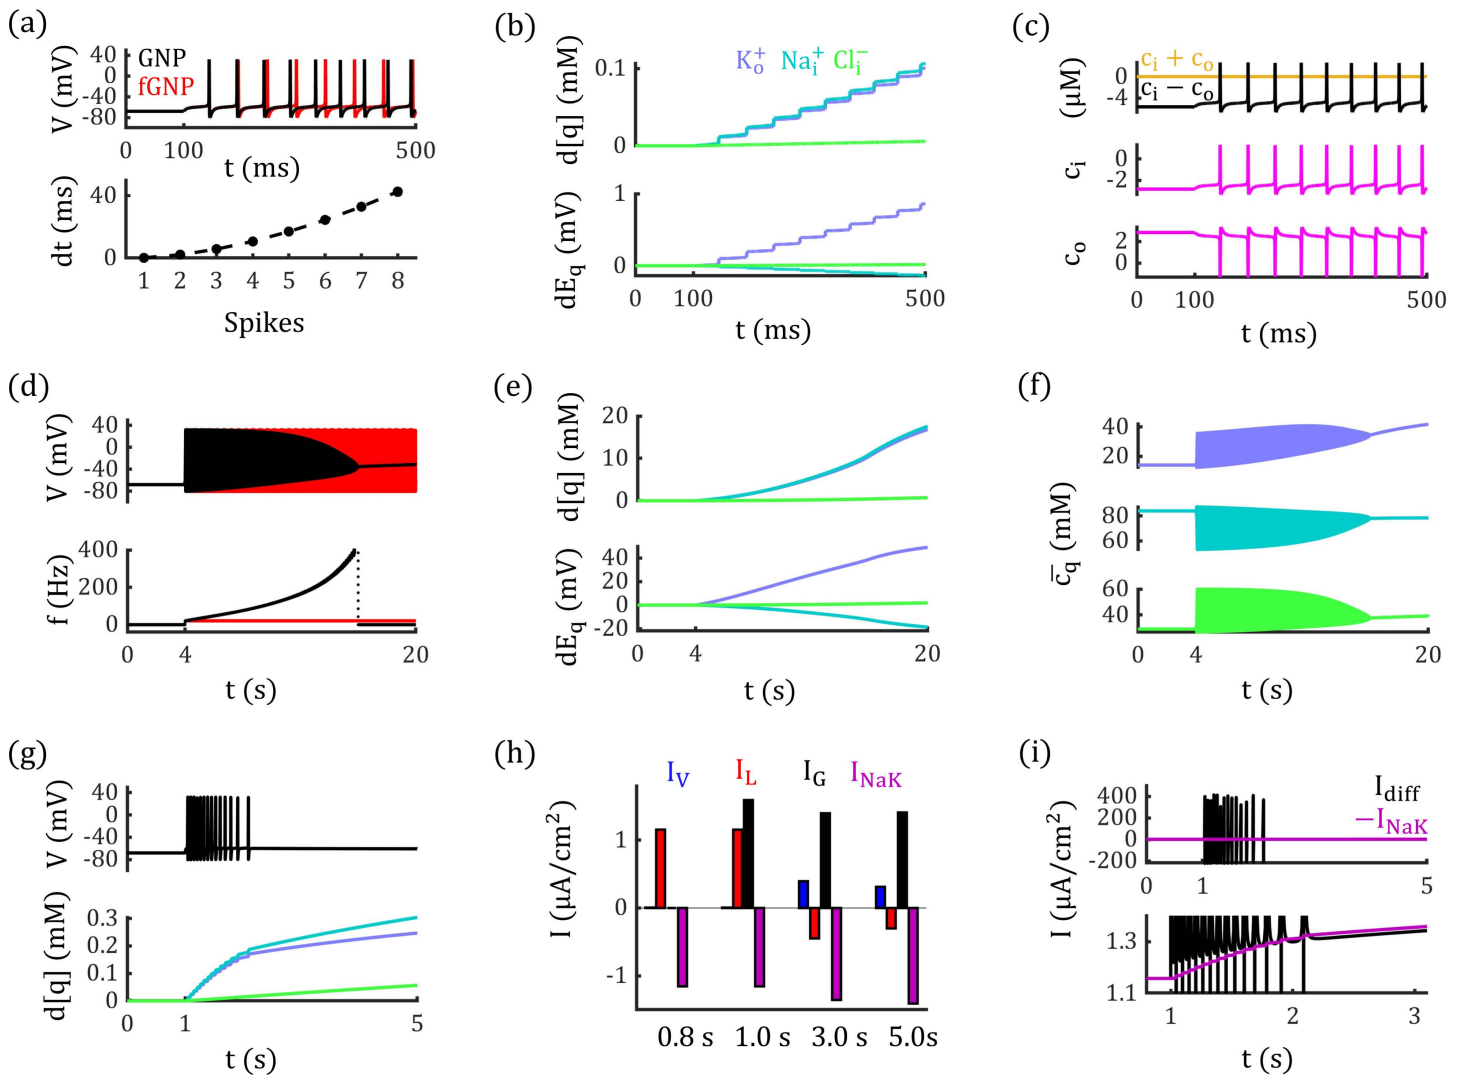 (a)
V (mV)
40
0
-40
-80
GNP
fGNP
0
100
500
t (ms)
dt (ms)
40
0
1 2 3 4 5 6 7 8
Spikes
(b)
d[q] (mM)
0.1
0
K₀⁺ Naᵢ⁺ Clᵢ⁻
dE_q (mV)
1
0
0
100
500
t (ms)
(c)
(μM)
0
-4
cᵢ + c₀
cᵢ − c₀
cᵢ
0
-2
c₀
2
0
0
100
500
t (ms)
(d)
V (mV)
40
0
-40
-80
f (Hz)
400
200
0
0
4
20
t (s)
(e)
d[q] (mM)
20
10
0
dE_q (mV)
40
20
0
-20
0
4
20
t (s)
(f)
c̄_q (mM)
40
20
80
60
60
40
0
4
20
t (s)
(g)
V (mV)
40
0
-40
-80
d[q] (mM)
0.3
0.2
0.1
0
0
1
5
t (s)
(h)
I (μA/cm²)
I_V I_L I_G I_NaK
1
0
-1
0.8 s 1.0 s 3.0 s 5.0s
(i)
I (μA/cm²)
400
200
0
-200
I_diff
−I_NaK
0
1
5
1.3
1.1
1
2
3
t (s)